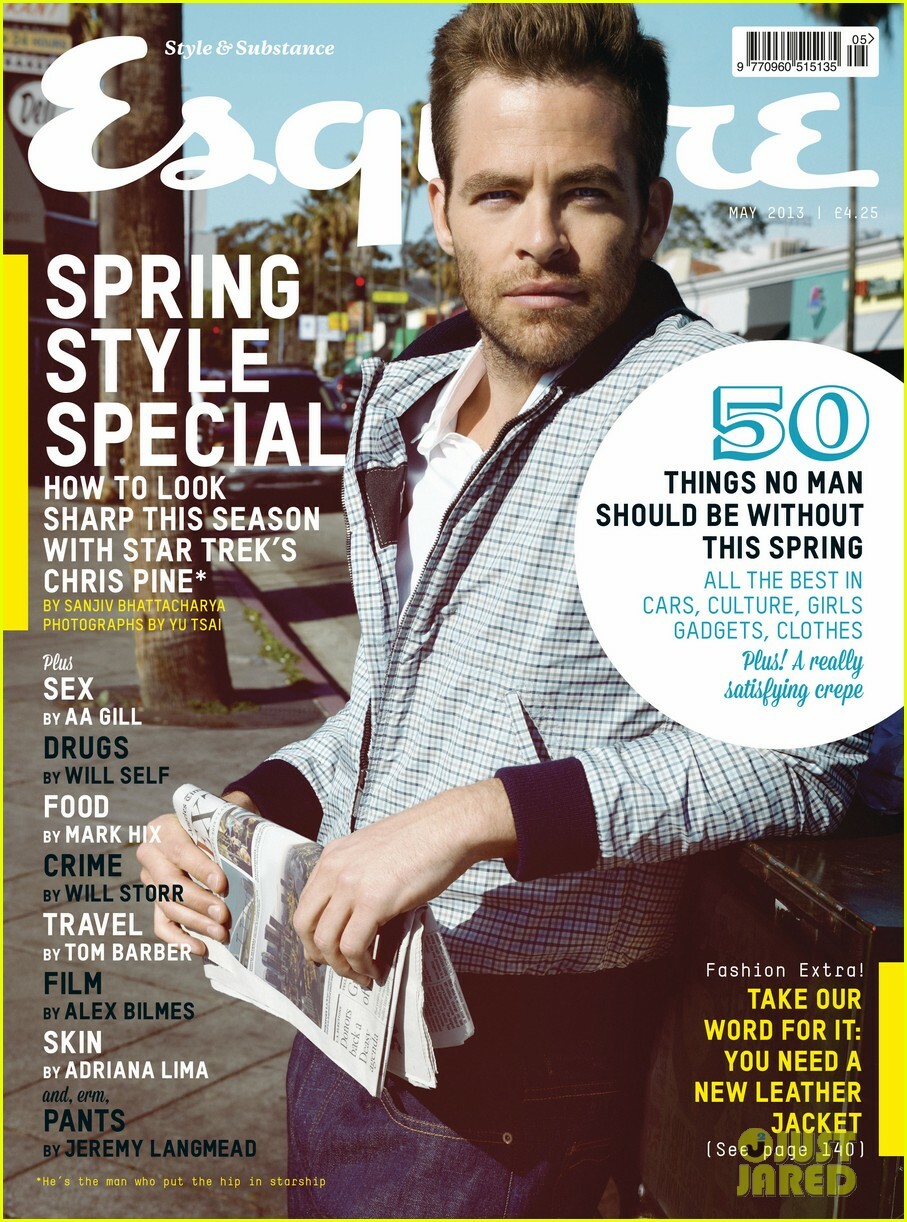 Style & Substance
Esquire
05>
9 770960 515135
MAY 2013 | £4.25
SPRING
STYLE
SPECIAL
HOW TO LOOK
SHARP THIS SEASON
WITH STAR TREK'S
CHRIS PINE*
BY SANJIV BHATTACHARYA
PHOTOGRAPHS BY YU TSAI
50
THINGS NO MAN
SHOULD BE WITHOUT
THIS SPRING
ALL THE BEST IN
CARS, CULTURE, GIRLS
GADGETS, CLOTHES
Plus! A really
satisfying crepe
Plus
SEX
BY AA GILL
DRUGS
BY WILL SELF
FOOD
BY MARK HIX
CRIME
BY WILL STORR
TRAVEL
BY TOM BARBER
FILM
BY ALEX BILMES
SKIN
BY ADRIANA LIMA
and, erm,
PANTS
BY JEREMY LANGMEAD
*He's the man who put the hip in starship
Donors
back a
agenda
Fashion Extra!
TAKE OUR
WORD FOR IT:
YOU NEED A
NEW LEATHER
JACKET
(See page 140)
JUST
JARED